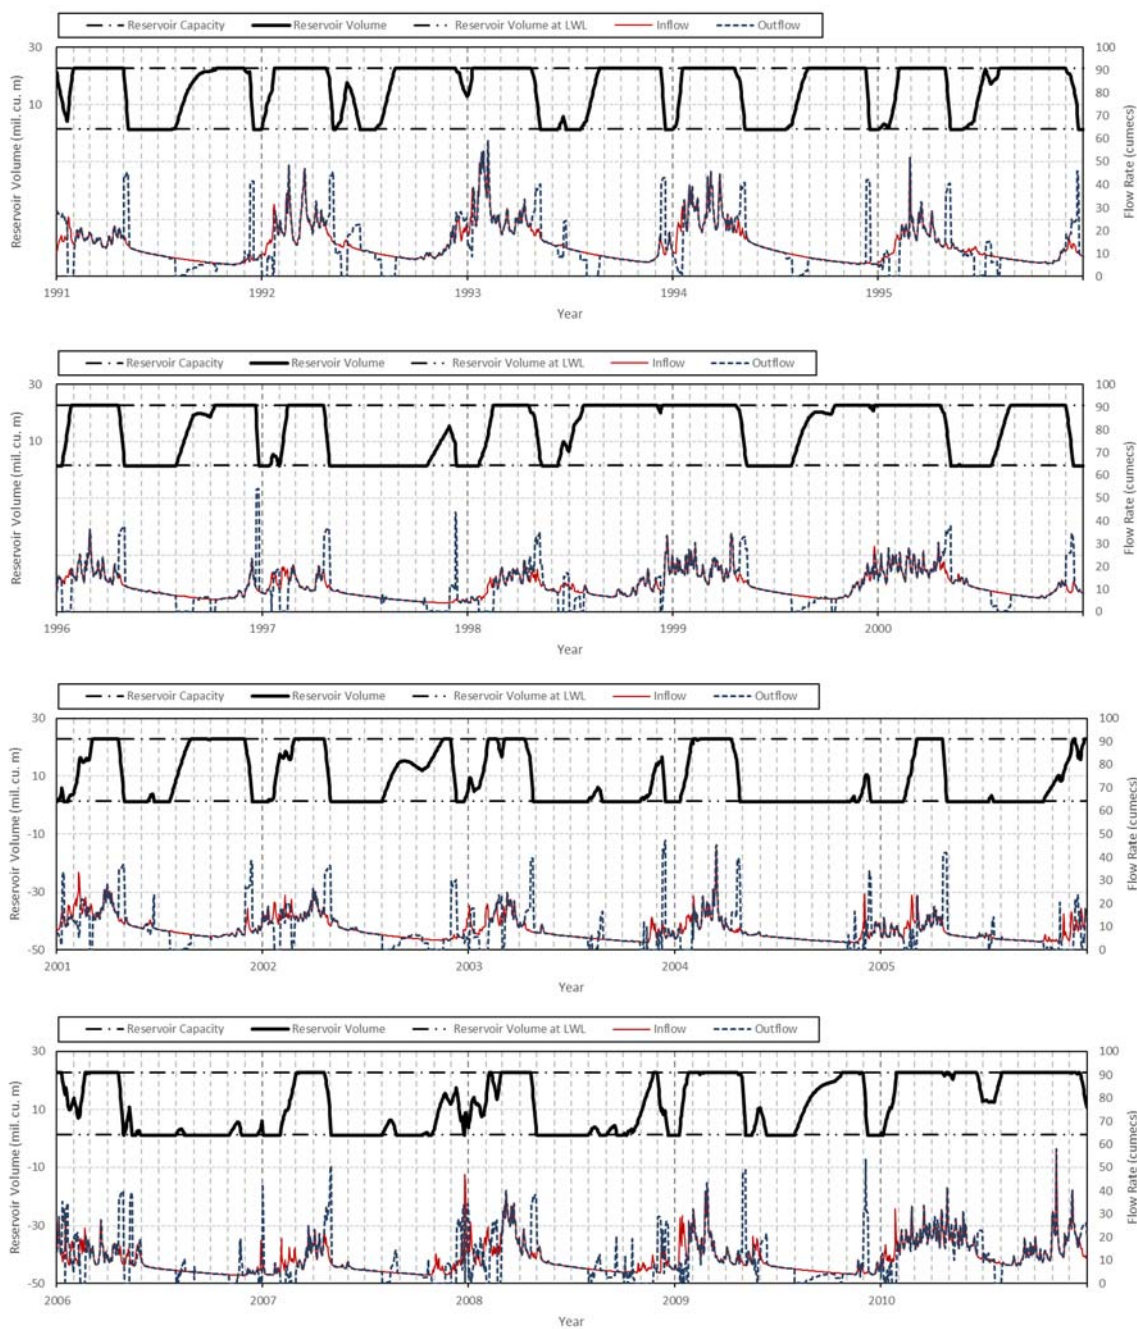 Reservoir Capacity Reservoir Volume Reservoir Volume at LWL Inflow Outflow
30 100
90
10 80
70
60
50
40
30
20
10
0
Reservoir Volume (mil. cu. m)
Flow Rate (cumecs)
1991 1992 1993 1994 1995
Year
Reservoir Capacity Reservoir Volume Reservoir Volume at LWL Inflow Outflow
30 100
90
10 80
70
60
50
40
30
20
10
0
Reservoir Volume (mil. cu. m)
Flow Rate (cumecs)
1996 1997 1998 1999 2000
Year
Reservoir Capacity Reservoir Volume Reservoir Volume at LWL Inflow Outflow
30 100
90
80
10
70
60
-10 50
40
30
-30
20
10
-50 0
Reservoir Volume (mil. cu. m)
Flow Rate (cumecs)
2001 2002 2003 2004 2005
Year
Reservoir Capacity Reservoir Volume Reservoir Volume at LWL Inflow Outflow
30 100
90
80
10
70
60
-10 50
40
30
-30
20
10
-50 0
Reservoir Volume (mil. cu. m)
Flow Rate (cumecs)
2006 2007 2008 2009 2010
Year